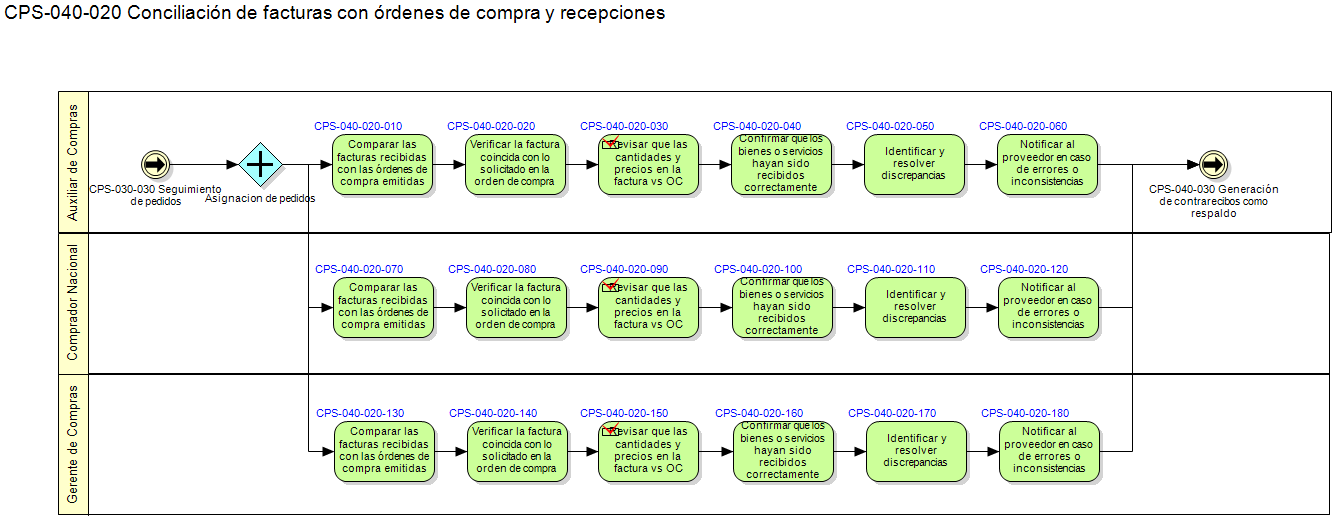 CPS-040-020 Conciliación de facturas con órdenes de compra y recepciones
Auxiliar de Compras
CPS-030-030 Seguimiento
de pedidos
Asignacion de pedidos
CPS-040-020-010
Comparar las
facturas recibidas
con las órdenes de
compra emitidas
CPS-040-020-020
Verificar la factura
coincida con lo
solicitado en la
orden de compra
CPS-040-020-030
Revisar que las
cantidades y
precios en la
factura vs OC
CPS-040-020-040
Confirmar que los
bienes o servicios
hayan sido
recibidos
correctamente
CPS-040-020-050
Identificar y
resolver
discrepancias
CPS-040-020-060
Notificar al
proveedor en caso
de errores o
inconsistencias
CPS-040-030 Generación
de contrarecibos como
respaldo
Comprador Nacional
CPS-040-020-070
Comparar las
facturas recibidas
con las órdenes de
compra emitidas
CPS-040-020-080
Verificar la factura
coincida con lo
solicitado en la
orden de compra
CPS-040-020-090
Revisar que las
cantidades y
precios en la
factura vs OC
CPS-040-020-100
Confirmar que los
bienes o servicios
hayan sido
recibidos
correctamente
CPS-040-020-110
Identificar y
resolver
discrepancias
CPS-040-020-120
Notificar al
proveedor en caso
de errores o
inconsistencias
Gerente de Compras
CPS-040-020-130
Comparar las
facturas recibidas
con las órdenes de
compra emitidas
CPS-040-020-140
Verificar la factura
coincida con lo
solicitado en la
orden de compra
CPS-040-020-150
Revisar que las
cantidades y
precios en la
factura vs OC
CPS-040-020-160
Confirmar que los
bienes o servicios
hayan sido
recibidos
correctamente
CPS-040-020-170
Identificar y
resolver
discrepancias
CPS-040-020-180
Notificar al
proveedor en caso
de errores o
inconsistencias